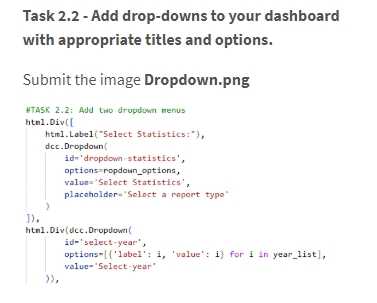 Task 2.2 - Add drop-downs to your dashboard
with appropriate titles and options.
Submit the image Dropdown.png
#TASK 2.2: Add two dropdown menus
html.Div([
html.Label("Select Statistics:"),
dcc.Dropdown(
id='dropdown-statistics',
options=ropdown_options,
value='Select Statistics',
placeholder='Select a report type'
)
]),
html.Div(dcc.Dropdown(
id='select-year',
options=[{'label': i, 'value': i} for i in year_list],
value='Select-year'
)),